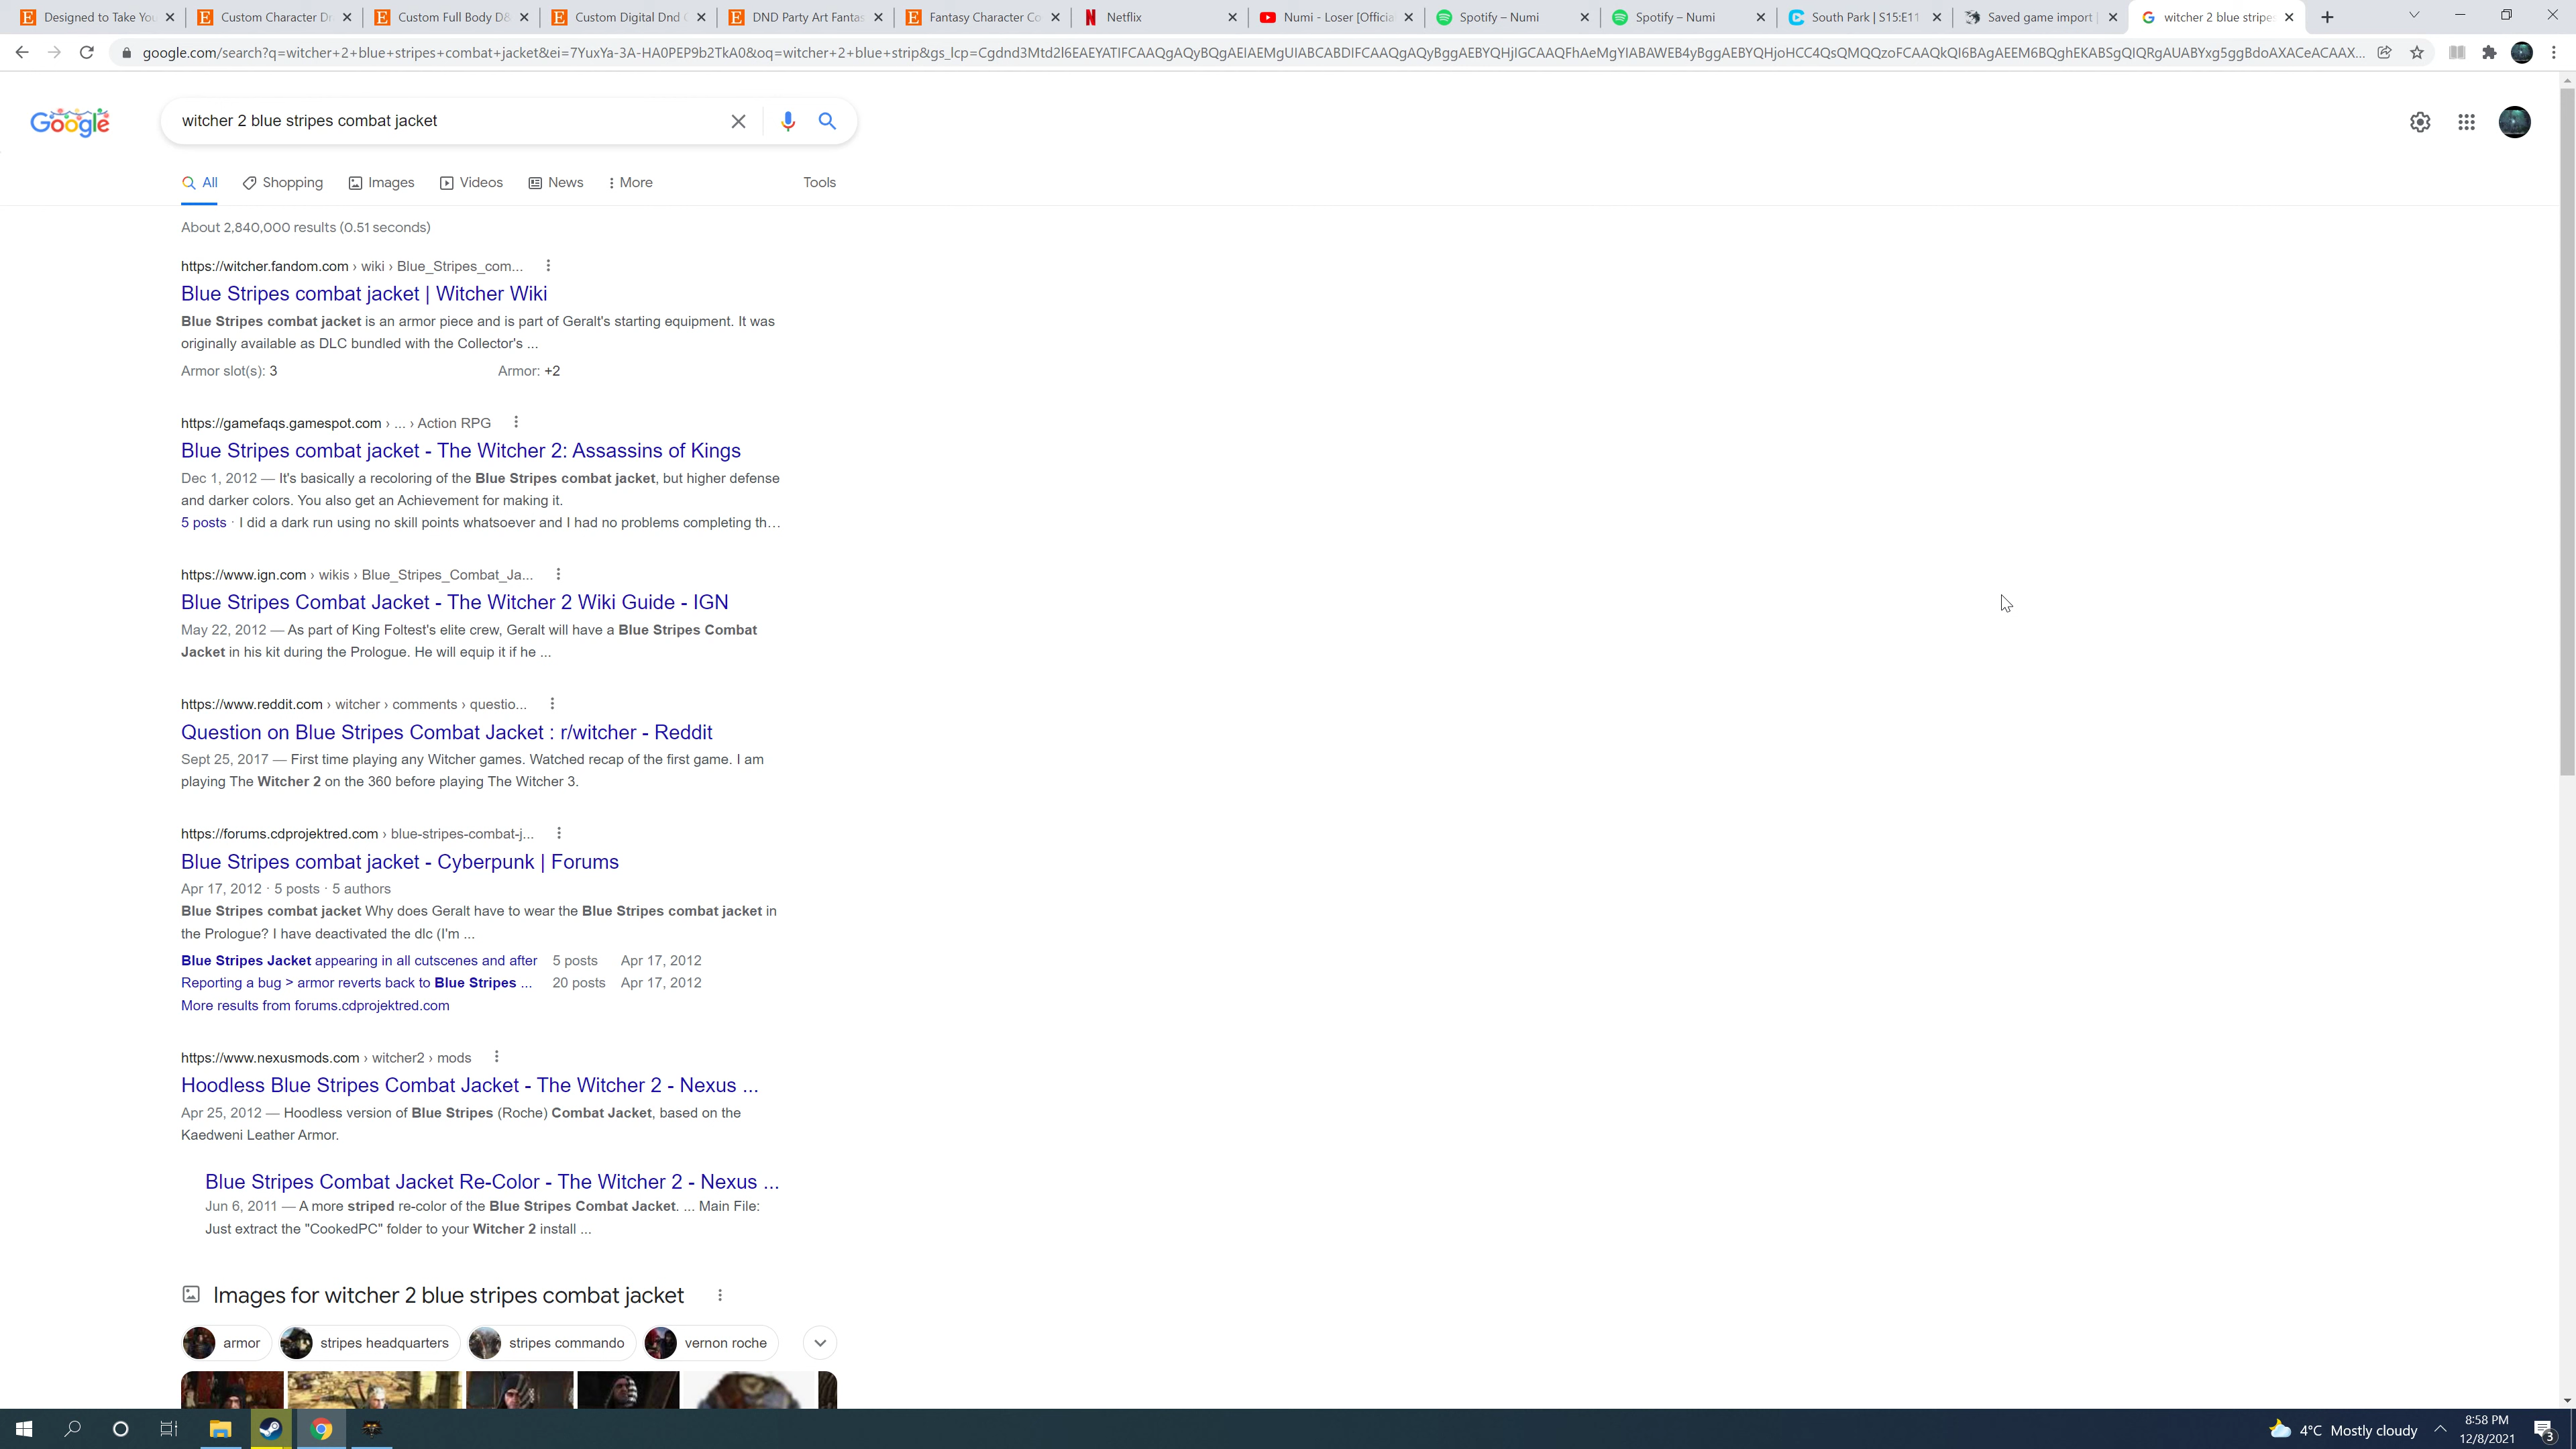 Designed to Take You
Custom Character Dr
Custom Full Body D&
Custom Digital Dnd C
DND Party Art Fantas
Fantasy Character Co
Netflix
Numi - Loser [Officia
Spotify – Numi
Spotify – Numi
South Park | S15:E11
Saved game import |
witcher 2 blue stripes
google.com/search?q=witcher+2+blue+stripes+combat+jacket&ei=7YuxYa-3A-HA0PEP9b2TkA0&oq=witcher+2+blue+strip&gs_lcp=Cgdnd3Mtd2l6EAEYATIFCAAQgAQyBQgAEIAEMgUIABCABDIFCAAQgAQyBggAEBYQHjIGCAAQFhAeMgYIABAWEB4yBggAEBYQHjoHCC4QsQMQQzoFCAAQkQI6BAgAEEM6BQghEKABSgQIQRgAUABYxg5ggBdoAXACeACAAX...
Google
witcher 2 blue stripes combat jacket
All
Shopping
Images
Videos
News
More
Tools
About 2,840,000 results (0.51 seconds)
https://witcher.fandom.com › wiki › Blue_Stripes_com...
Blue Stripes combat jacket | Witcher Wiki
Blue Stripes combat jacket is an armor piece and is part of Geralt's starting equipment. It was
originally available as DLC bundled with the Collector's ...
Armor slot(s): 3 Armor: +2
https://gamefaqs.gamespot.com › ... › Action RPG
Blue Stripes combat jacket - The Witcher 2: Assassins of Kings
Dec 1, 2012 — It's basically a recoloring of the Blue Stripes combat jacket, but higher defense
and darker colors. You also get an Achievement for making it.
5 posts · I did a dark run using no skill points whatsoever and I had no problems completing th...
https://www.ign.com › wikis › Blue_Stripes_Combat_Ja...
Blue Stripes Combat Jacket - The Witcher 2 Wiki Guide - IGN
May 22, 2012 — As part of King Foltest's elite crew, Geralt will have a Blue Stripes Combat
Jacket in his kit during the Prologue. He will equip it if he ...
https://www.reddit.com › witcher › comments › questio...
Question on Blue Stripes Combat Jacket : r/witcher - Reddit
Sept 25, 2017 — First time playing any Witcher games. Watched recap of the first game. I am
playing The Witcher 2 on the 360 before playing The Witcher 3.
https://forums.cdprojektred.com › blue-stripes-combat-j...
Blue Stripes combat jacket - Cyberpunk | Forums
Apr 17, 2012 · 5 posts · 5 authors
Blue Stripes combat jacket Why does Geralt have to wear the Blue Stripes combat jacket in
the Prologue? I have deactivated the dlc (I'm ...
Blue Stripes Jacket appearing in all cutscenes and after 5 posts Apr 17, 2012
Reporting a bug > armor reverts back to Blue Stripes ... 20 posts Apr 17, 2012
More results from forums.cdprojektred.com
https://www.nexusmods.com › witcher2 › mods
Hoodless Blue Stripes Combat Jacket - The Witcher 2 - Nexus ...
Apr 25, 2012 — Hoodless version of Blue Stripes (Roche) Combat Jacket, based on the
Kaedweni Leather Armor.
Blue Stripes Combat Jacket Re-Color - The Witcher 2 - Nexus ...
Jun 6, 2011 — A more striped re-color of the Blue Stripes Combat Jacket. ... Main File:
Just extract the "CookedPC" folder to your Witcher 2 install ...
Images for witcher 2 blue stripes combat jacket
armor
stripes headquarters
stripes commando
vernon roche
4°C Mostly cloudy
8:58 PM
12/8/2021
3